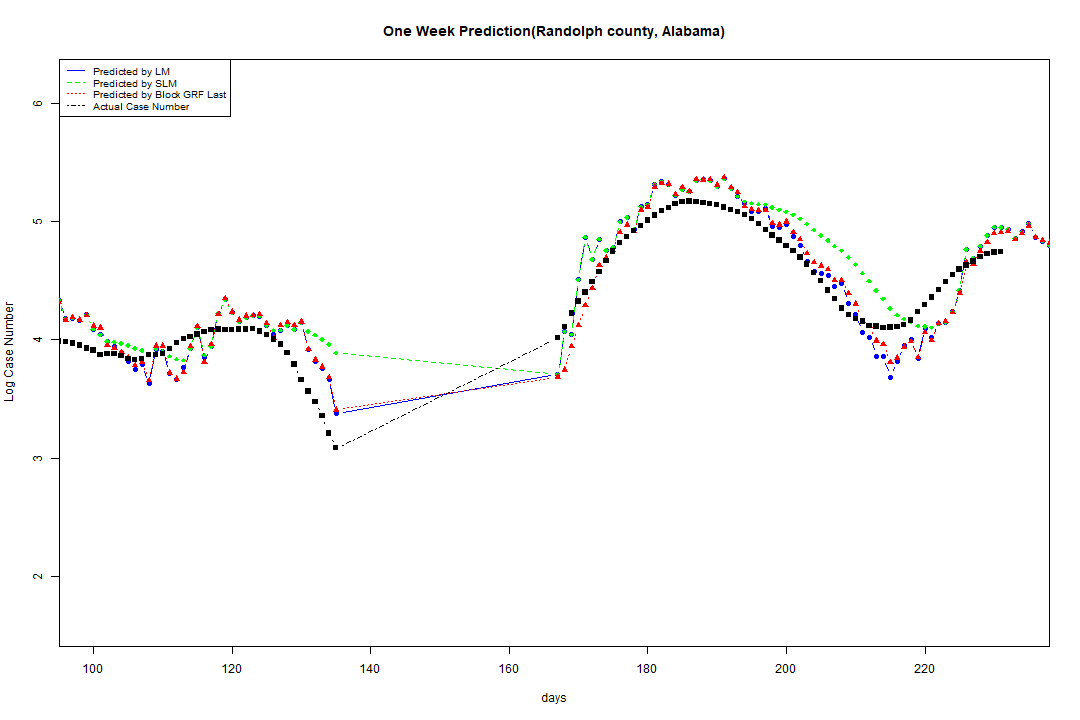 One Week Prediction(Randolph county, Alabama)
Predicted by LM
Predicted by SLM
Predicted by Block GRF Last
Actual Case Number
6
5
4
3
2
Log Case Number
100 120 140 160 180 200 220
days